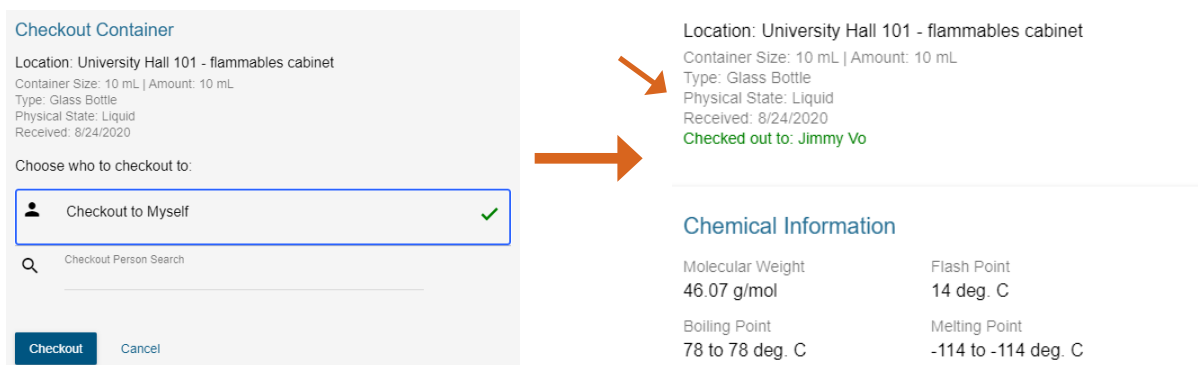 Checkout Container
Location: University Hall 101 - flammables cabinet
Container Size: 10 mL | Amount: 10 mL
Type: Glass Bottle
Physical State: Liquid
Received: 8/24/2020
Choose who to checkout to:
Checkout to Myself
Checkout Person Search
Checkout Cancel
Location: University Hall 101 - flammables cabinet
Container Size: 10 mL | Amount: 10 mL
Type: Glass Bottle
Physical State: Liquid
Received: 8/24/2020
Checked out to: Jimmy Vo
Chemical Information
Molecular Weight Flash Point
46.07 g/mol 14 deg. C
Boiling Point Melting Point
78 to 78 deg. C -114 to -114 deg. C